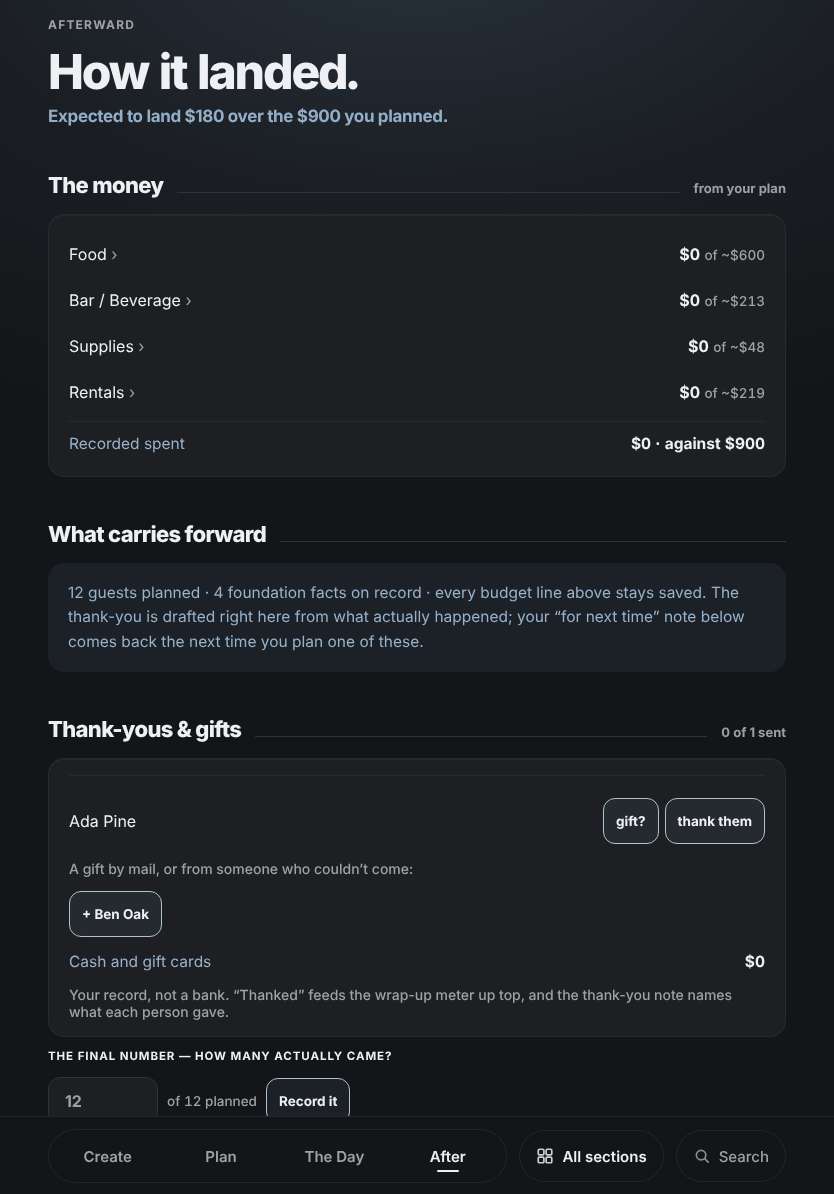 AFTERWARD
How it landed.
Expected to land $180 over the $900 you planned.
The money
from your plan
Food ›
$0 of ~$600
Bar / Beverage ›
$0 of ~$213
Supplies ›
$0 of ~$48
Rentals ›
$0 of ~$219
Recorded spent
$0 · against $900
What carries forward
12 guests planned · 4 foundation facts on record · every budget line above stays saved. The
thank-you is drafted right here from what actually happened; your “for next time” note below
comes back the next time you plan one of these.
Thank-yous & gifts
0 of 1 sent
Ada Pine
gift?
thank them
A gift by mail, or from someone who couldn’t come:
+ Ben Oak
Cash and gift cards
$0
Your record, not a bank. “Thanked” feeds the wrap-up meter up top, and the thank-you note names
what each person gave.
THE FINAL NUMBER — HOW MANY ACTUALLY CAME?
12
of 12 planned
Record it
Create
Plan
The Day
After
All sections
Search